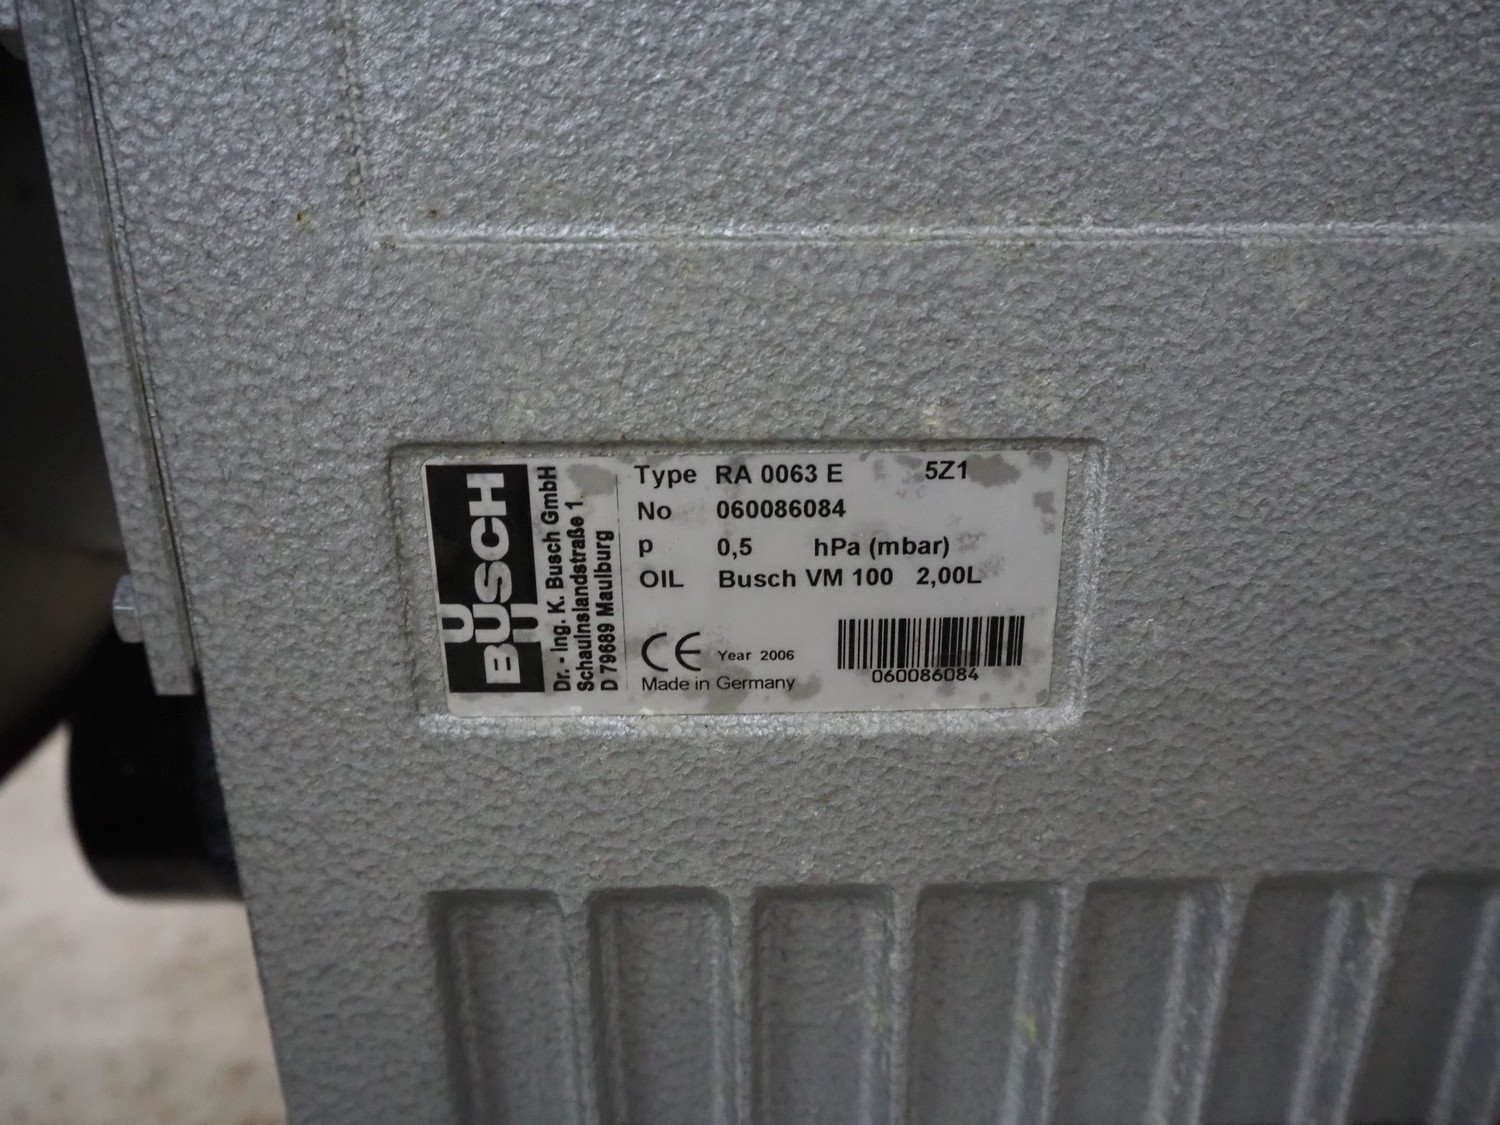 BUSCH
Dr. - Ing. K. Busch GmbH
Schaulnslandstraße 1
D 79689 Maulburg
Type RA 0063 E 5Z1
No 060086084
p 0,5 hPa (mbar)
OIL Busch VM 100 2,00L
CE Year 2006
Made in Germany
060086084